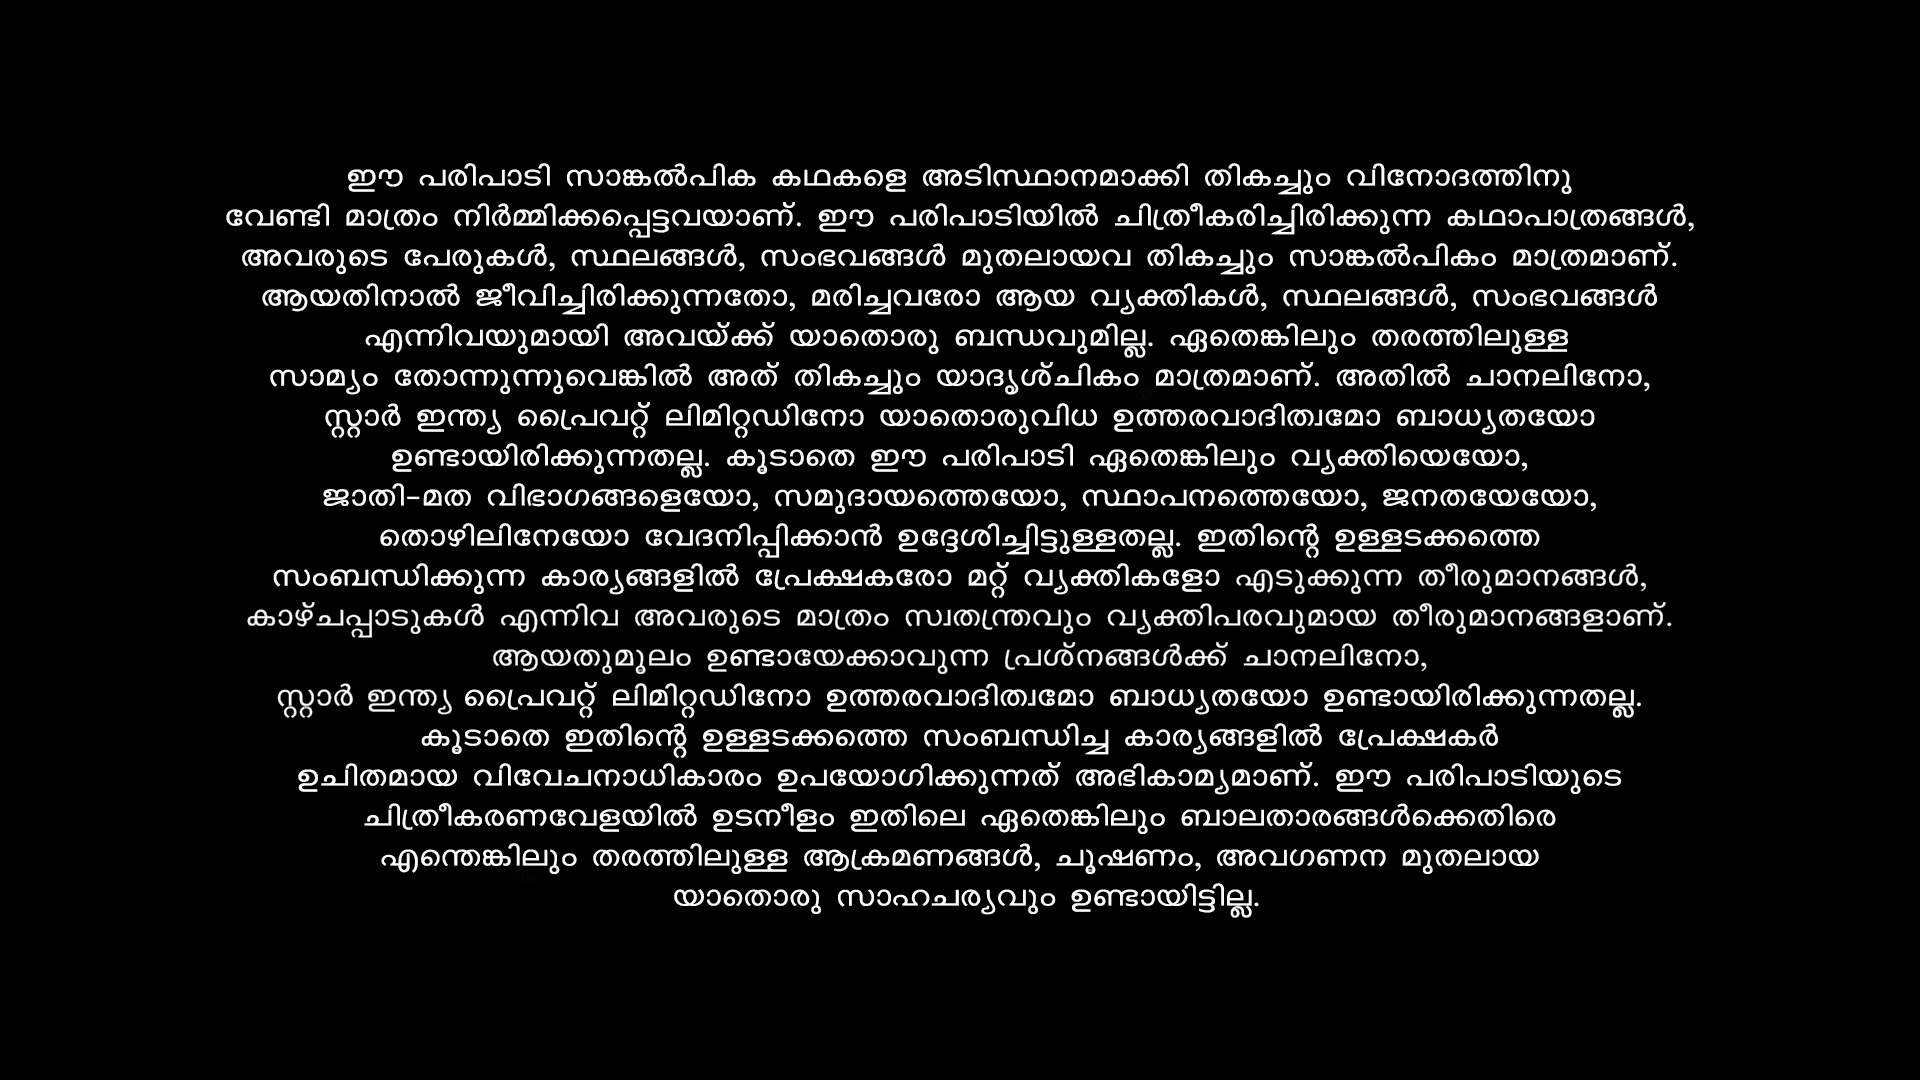 ഈ പരിപാടി സാങ്കൽപിക കഥകളെ അടിസ്ഥാനമാക്കി തികച്ചും വിനോദത്തിനു
വേണ്ടി മാത്രം നിർമ്മിക്കപ്പെട്ടവയാണ്. ഈ പരിപാടിയിൽ ചിത്രീകരിച്ചിരിക്കുന്ന കഥാപാത്രങ്ങൾ,
അവരുടെ പേരുകൾ, സ്ഥലങ്ങൾ, സംഭവങ്ങൾ മുതലായവ തികച്ചും സാങ്കൽപികം മാത്രമാണ്.
ആയതിനാൽ ജീവിച്ചിരിക്കുന്നതോ, മരിച്ചവരോ ആയ വ്യക്തികൾ, സ്ഥലങ്ങൾ, സംഭവങ്ങൾ
എന്നിവയുമായി അവയ്ക്ക് യാതൊരു ബന്ധവുമില്ല. ഏതെങ്കിലും തരത്തിലുള്ള
സാമ്യം തോന്നുന്നുവെങ്കിൽ അത് തികച്ചും യാദൃശ്ചികം മാത്രമാണ്. അതിൽ ചാനലിനോ,
സ്റ്റാർ ഇന്ത്യ പ്രൈവറ്റ് ലിമിറ്റഡിനോ യാതൊരുവിധ ഉത്തരവാദിത്വമോ ബാധ്യതയോ
ഉണ്ടായിരിക്കുന്നതല്ല. കൂടാതെ ഈ പരിപാടി ഏതെങ്കിലും വ്യക്തിയെയോ,
ജാതി-മത വിഭാഗങ്ങളെയോ, സമുദായത്തെയോ, സ്ഥാപനത്തെയോ, ജനതയേയോ,
തൊഴിലിനേയോ വേദനിപ്പിക്കാൻ ഉദ്ദേശിച്ചിട്ടുള്ളതല്ല. ഇതിന്റെ ഉള്ളടക്കത്തെ
സംബന്ധിക്കുന്ന കാര്യങ്ങളിൽ പ്രേക്ഷകരോ മറ്റ് വ്യക്തികളോ എടുക്കുന്ന തീരുമാനങ്ങൾ,
കാഴ്ചപ്പാടുകൾ എന്നിവ അവരുടെ മാത്രം സ്വതന്ത്രവും വ്യക്തിപരവുമായ തീരുമാനങ്ങളാണ്.
ആയതുമൂലം ഉണ്ടായേക്കാവുന്ന പ്രശ്നങ്ങൾക്ക് ചാനലിനോ,
സ്റ്റാർ ഇന്ത്യ പ്രൈവറ്റ് ലിമിറ്റഡിനോ ഉത്തരവാദിത്വമോ ബാധ്യതയോ ഉണ്ടായിരിക്കുന്നതല്ല.
കൂടാതെ ഇതിന്റെ ഉള്ളടക്കത്തെ സംബന്ധിച്ച കാര്യങ്ങളിൽ പ്രേക്ഷകർ
ഉചിതമായ വിവേചനാധികാരം ഉപയോഗിക്കുന്നത് അഭികാമ്യമാണ്. ഈ പരിപാടിയുടെ
ചിത്രീകരണവേളയിൽ ഉടനീളം ഇതിലെ ഏതെങ്കിലും ബാലതാരങ്ങൾക്കെതിരെ
എന്തെങ്കിലും തരത്തിലുള്ള ആക്രമണങ്ങൾ, ചൂഷണം, അവഗണന മുതലായ
യാതൊരു സാഹചര്യവും ഉണ്ടായിട്ടില്ല.